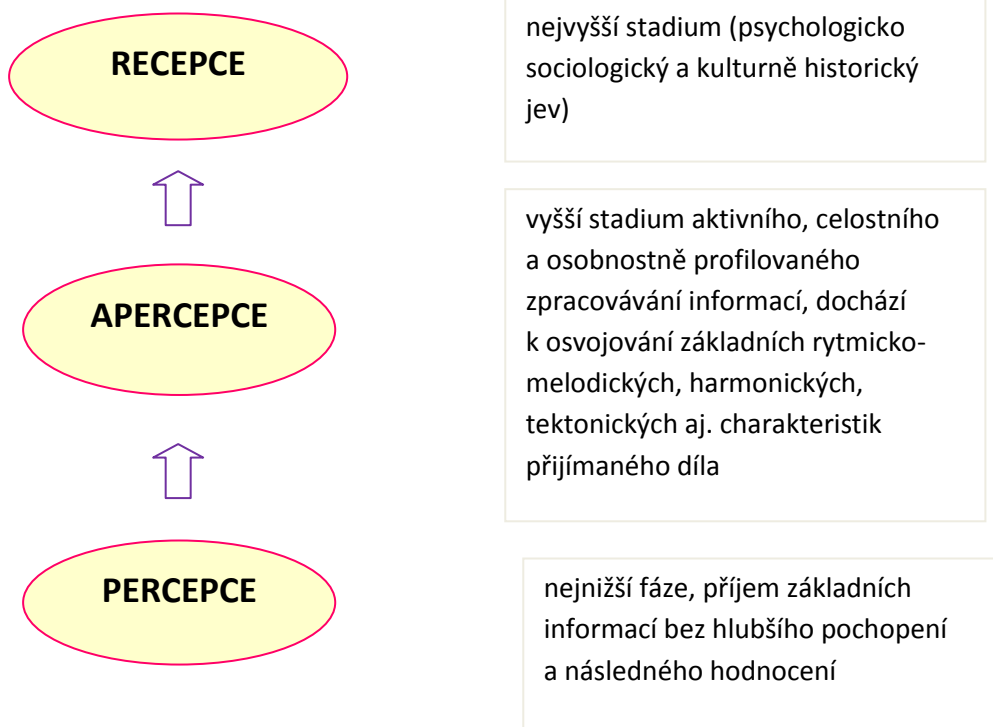 RECEPCE
nejvyšší stadium (psychologicko
sociologický a kulturně historický
jev)
APERCEPCE
vyšší stadium aktivního, celostního
a osobnostně profilovaného
zpracovávání informací, dochází
k osvojování základních rytmicko-
melodických, harmonických,
tektonických aj. charakteristik
přijímaného díla
PERCEPCE
nejnižší fáze, příjem základních
informací bez hlubšího pochopení
a následného hodnocení